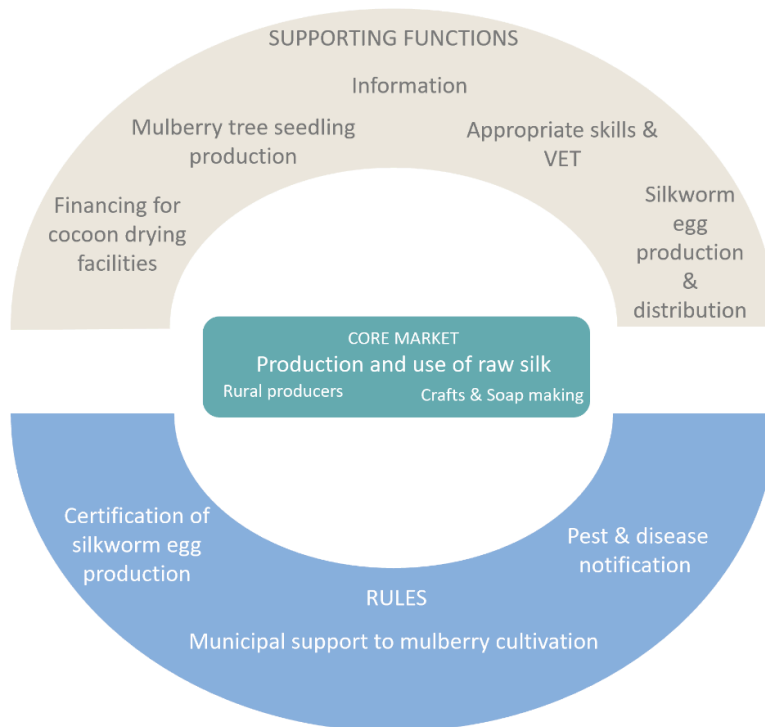 SUPPORTING FUNCTIONS
Information
Mulberry tree seedling
production
Appropriate skills &
VET
Financing for
cocoon drying
facilities
Silkworm
egg
production
&
distribution
CORE MARKET
Production and use of raw silk
Rural producers
Crafts & Soap making
Certification of
silkworm egg
production
Pest & disease
notification
RULES
Municipal support to mulberry cultivation